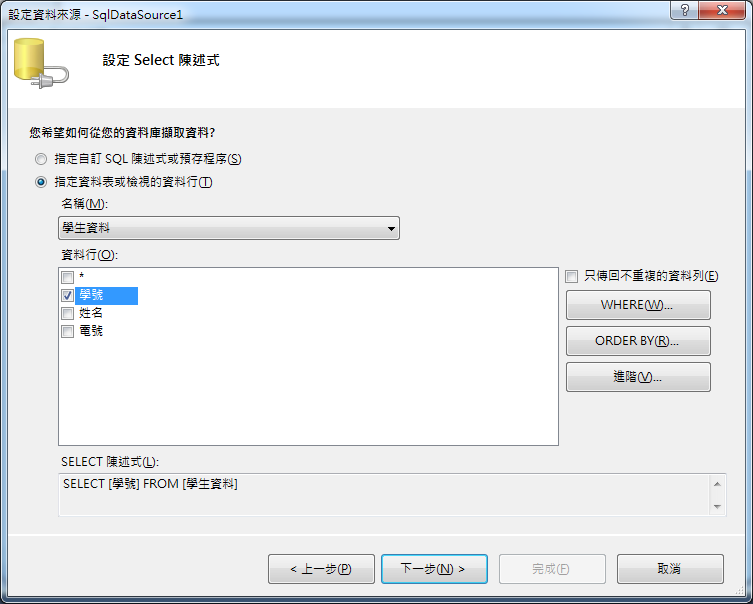 設定資料來源 - SqlDataSource1
設定 Select 陳述式
您希望如何從您的資料庫擷取資料?
指定自訂 SQL 陳述式或預存程序(S)
指定資料表或檢視的資料行(T)
名稱(M):
學生資料
資料行(O):
*
只傳回不重複的資料列(E)
學號
WHERE(W)...
姓名
電號
ORDER BY(R)...
進階(V)...
SELECT 陳述式(L):
SELECT [學號] FROM [學生資料]
< 上一步(P)
下一步(N) >
完成(F)
取消